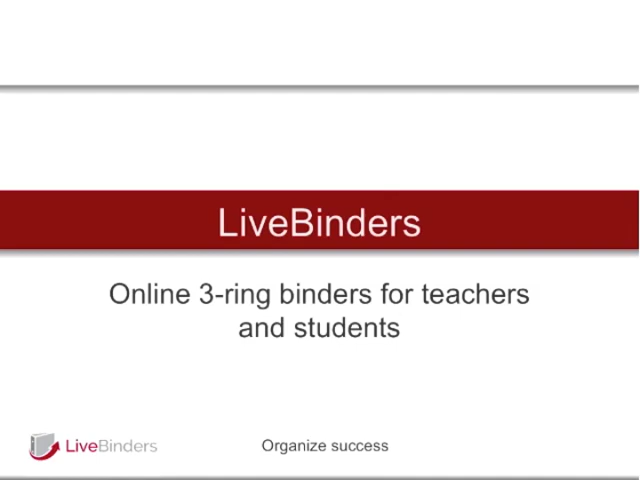 LiveBinders
Online 3-ring binders for teachers
and students
LiveBinders
Organize success